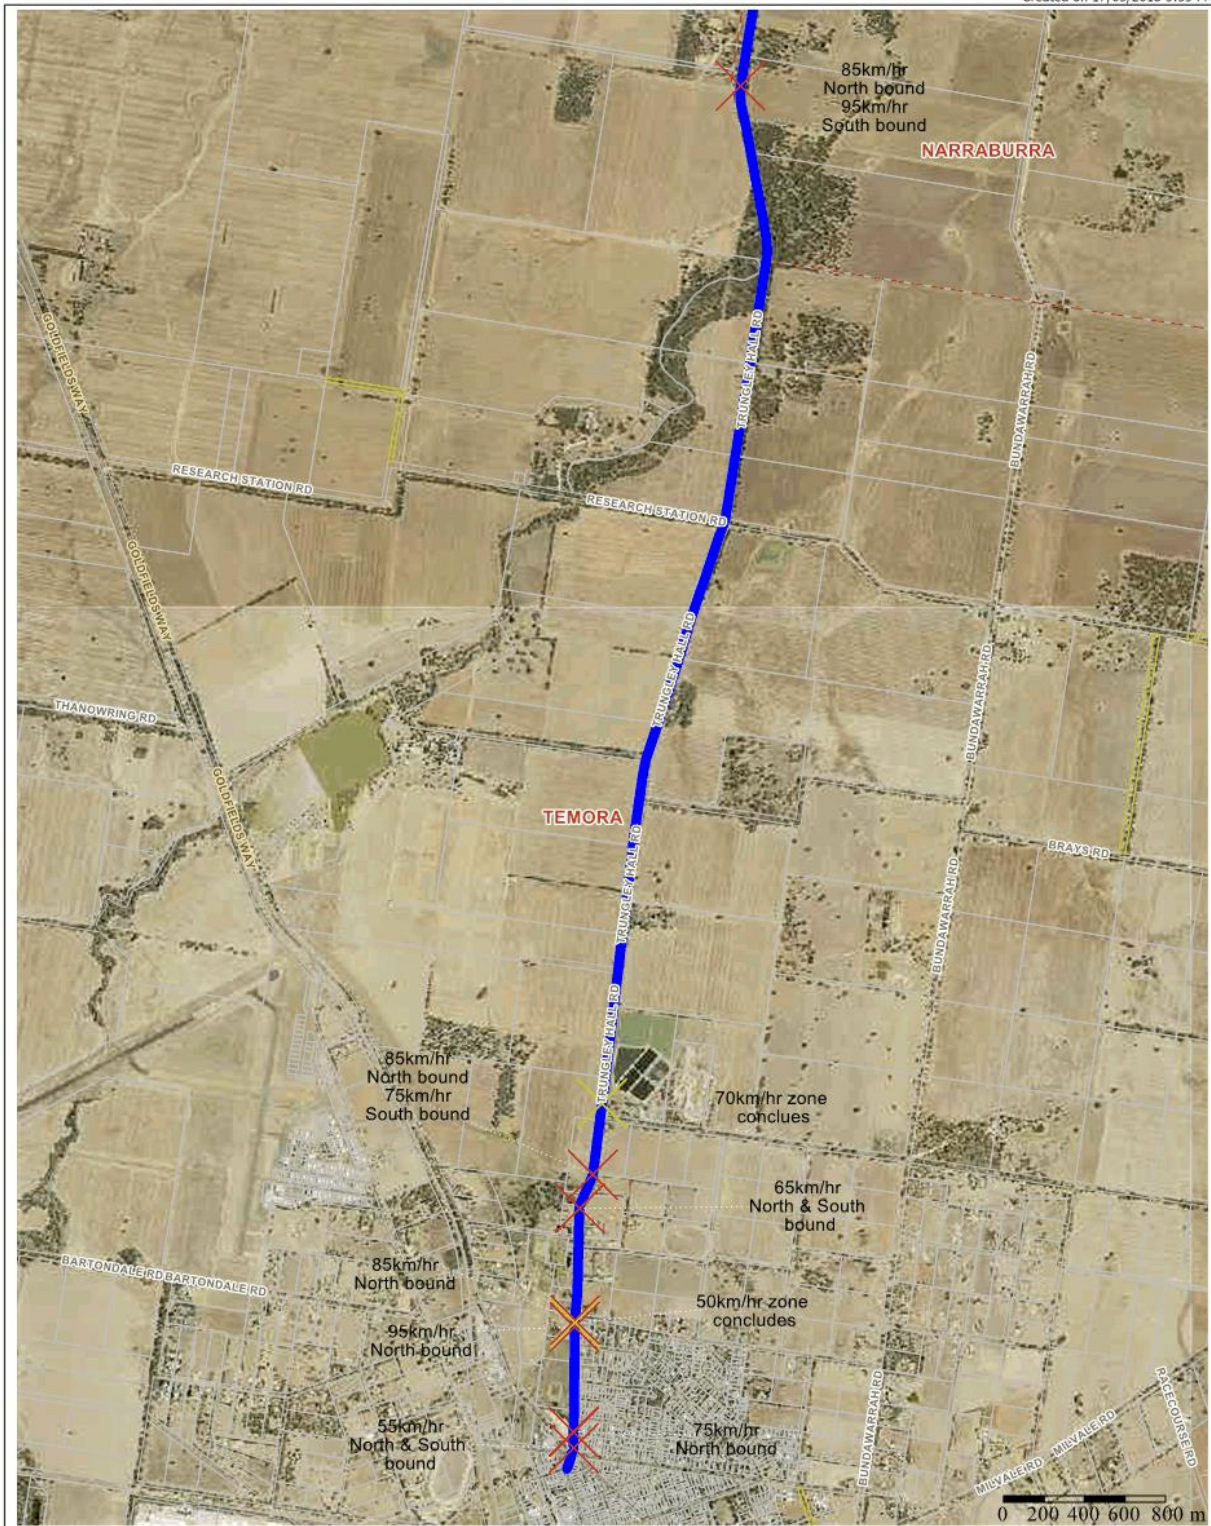 85km/hr
North bound
95km/hr
South bound
NARRABURRA
GOLDFIELDS WAY
TRUNGLEY HALL RD
BUNDAWARRAH RD
RESEARCH STATION RD
RESEARCH STATION RD
GOLDFIELDS WAY
TRUNGLEY HALL RD
BUNDAWARRAH RD
THANOWRING RD
GOLDFIELDS WAY
TEMORA
TRUNGLEY HALL RD
BRAYS RD
BUNDAWARRAH RD
TRUNGLEY HALL RD
85km/hr
North bound
75km/hr
South bound
70km/hr zone
conclues
65km/hr
North & South
bound
BARTONDALE RD BARTONDALE RD
85km/hr
North bound
50km/hr zone
concludes
95km/hr
North bound
55km/hr
North & South
bound
75km/hr
North bound
BUNDAWARRAH RD
MILVALE RD
MILVALE RD
RACECOURSE RD
0 200 400 600 800 m